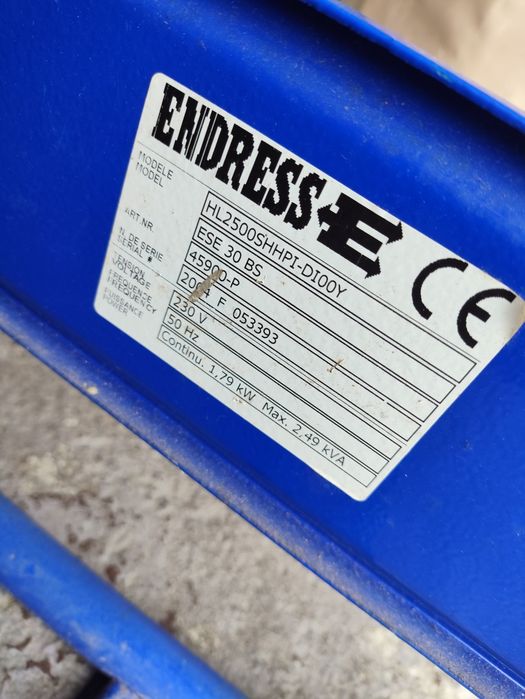 ENDRESS E
CE
MODELE HL2500SHHPI-DI00Y
MODEL ESE 30 BS
ART.NR.
N. DE SERIE 2004 F 053393
SERIAL #
TENSION 230 V
VOLTAGE
FREQUENCE 50 Hz
FREQUENCY
PUISSANCE Continu. 1,79 kW Max. 2,49 kVA
POWER